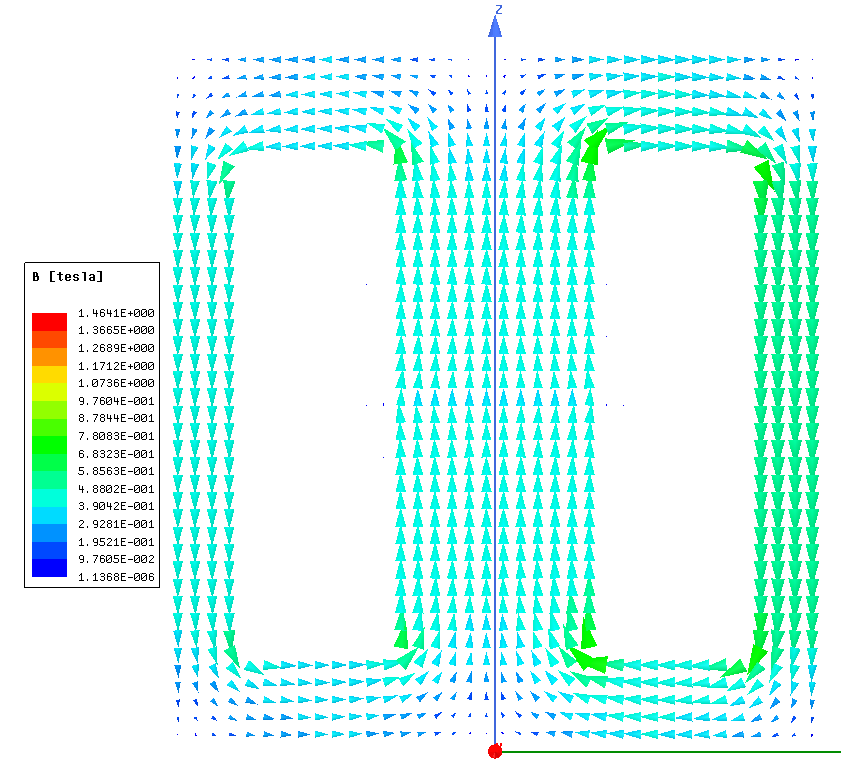 Z
B [tesla]
1.4641E+000
1.3665E+000
1.2689E+000
1.1712E+000
1.0736E+000
9.7604E-001
8.7844E-001
7.8083E-001
6.8323E-001
5.8563E-001
4.8802E-001
3.9042E-001
2.9281E-001
1.9521E-001
9.7605E-002
1.1368E-006